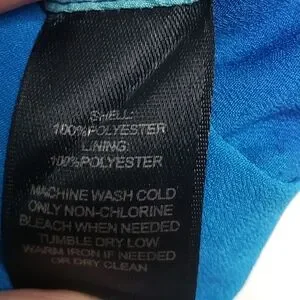 SHELL:
100%POLYESTER
LINING:
100%POLYESTER
MACHINE WASH COLD
ONLY NON-CHLORINE
BLEACH WHEN NEEDED
TUMBLE DRY LOW
WARM IRON IF NEEDED
OR DRY CLEAN